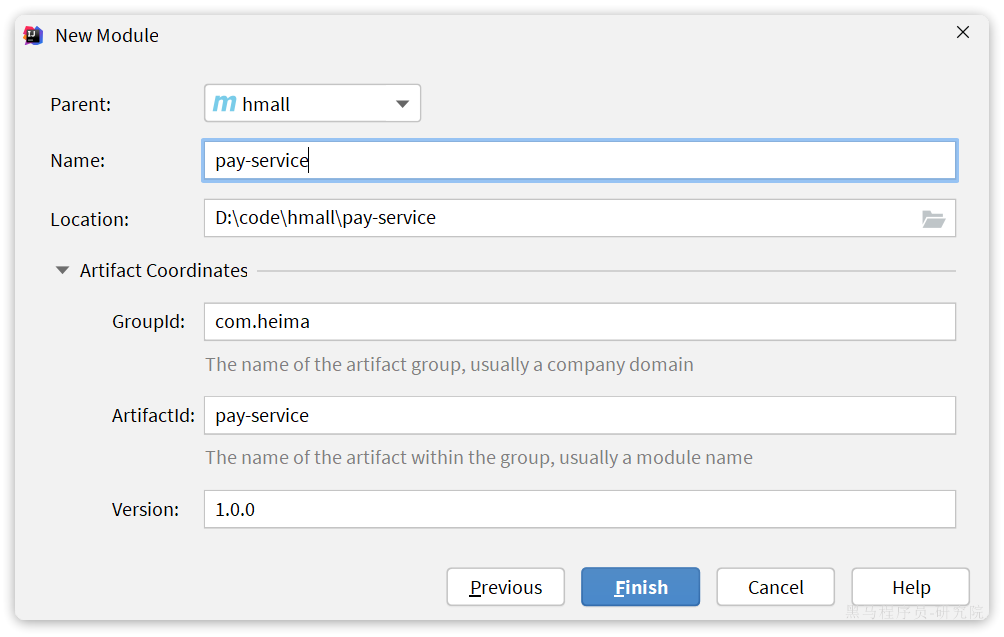 New Module
Parent:
m hmall
Name:
pay-service
Location:
D:\code\hmall\pay-service
Artifact Coordinates
GroupId:
com.heima
The name of the artifact group, usually a company domain
ArtifactId:
pay-service
The name of the artifact within the group, usually a module name
Version:
1.0.0
Previous
Finish
Cancel
Help
黑马程序员-研究院